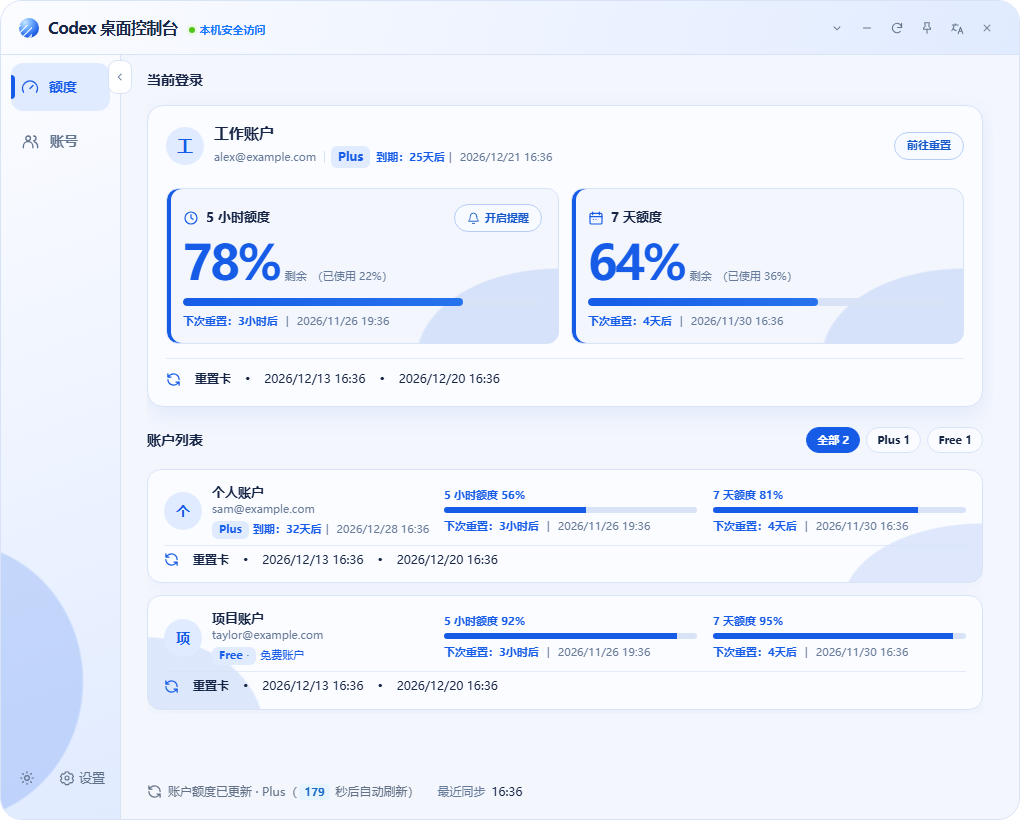 Codex 桌面控制台 本机安全访问
额度
账号
设置
当前登录
工
工作账户
alex@example.com Plus 到期：25天后 | 2026/12/21 16:36
前往重置
5 小时额度
开启提醒
78% 剩余 （已使用 22%）
下次重置：3小时后 | 2026/11/26 19:36
7 天额度
64% 剩余 （已使用 36%）
下次重置：4天后 | 2026/11/30 16:36
重置卡 • 2026/12/13 16:36 • 2026/12/20 16:36
账户列表
全部 2 Plus 1 Free 1
个
个人账户
sam@example.com
Plus 到期：32天后 | 2026/12/28 16:36
5 小时额度 56%
下次重置：3小时后 | 2026/11/26 19:36
7 天额度 81%
下次重置：4天后 | 2026/11/30 16:36
重置卡 • 2026/12/13 16:36 • 2026/12/20 16:36
项
项目账户
taylor@example.com
Free · 免费账户
5 小时额度 92%
下次重置：3小时后 | 2026/11/26 19:36
7 天额度 95%
下次重置：4天后 | 2026/11/30 16:36
重置卡 • 2026/12/13 16:36 • 2026/12/20 16:36
账户额度已更新 · Plus （ 179 秒后自动刷新） 最近同步 16:36